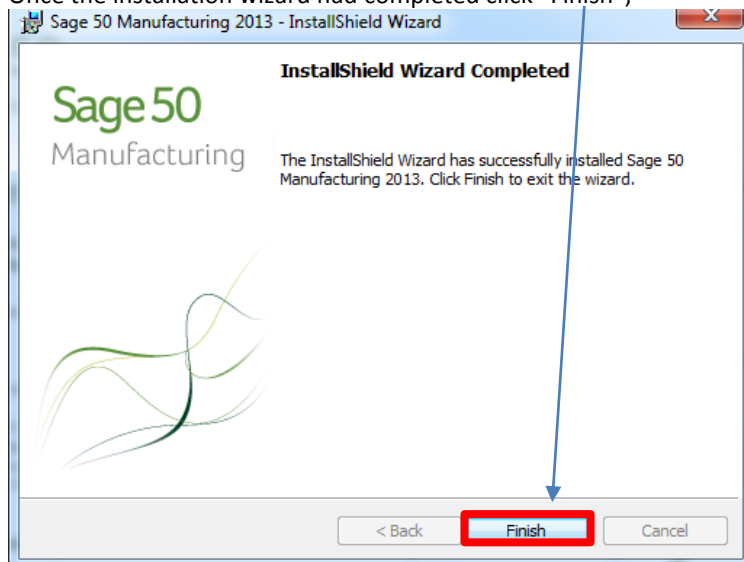 Once the installation wizard had completed click "Finish",
Sage 50 Manufacturing 2013 - InstallShield Wizard
X
InstallShield Wizard Completed
Sage 50
Manufacturing
The InstallShield Wizard has successfully installed Sage 50
Manufacturing 2013. Click Finish to exit the wizard.
< Back
Finish
Cancel